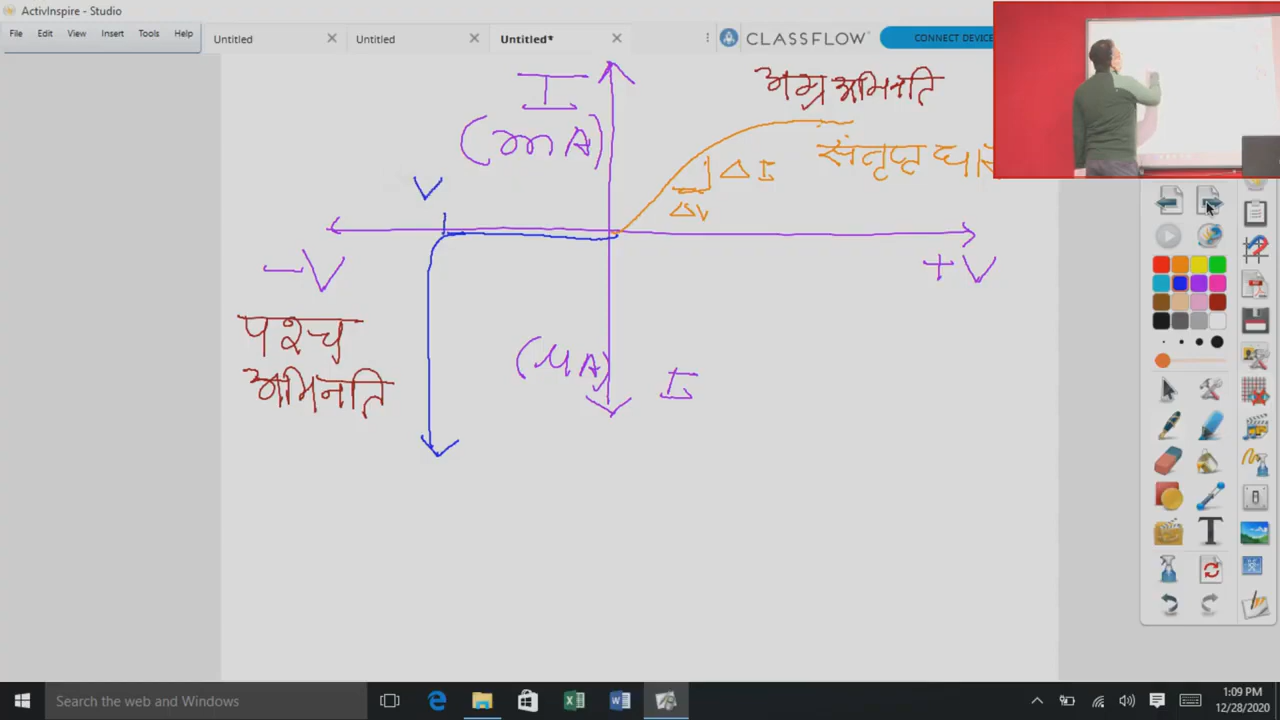 ActivInspire - Studio
File Edit View Insert Tools Help
Untitled
Untitled
Untitled*
CLASSFLOW
CONNECT DEVICE
I
(mA)
अग्र अभिनति
संतृप्त
ΔI
ΔV
V
-V
+V
पश्च
अभिनति
(μA)
I
T
Search the web and Windows
1:09 PM
12/28/2020